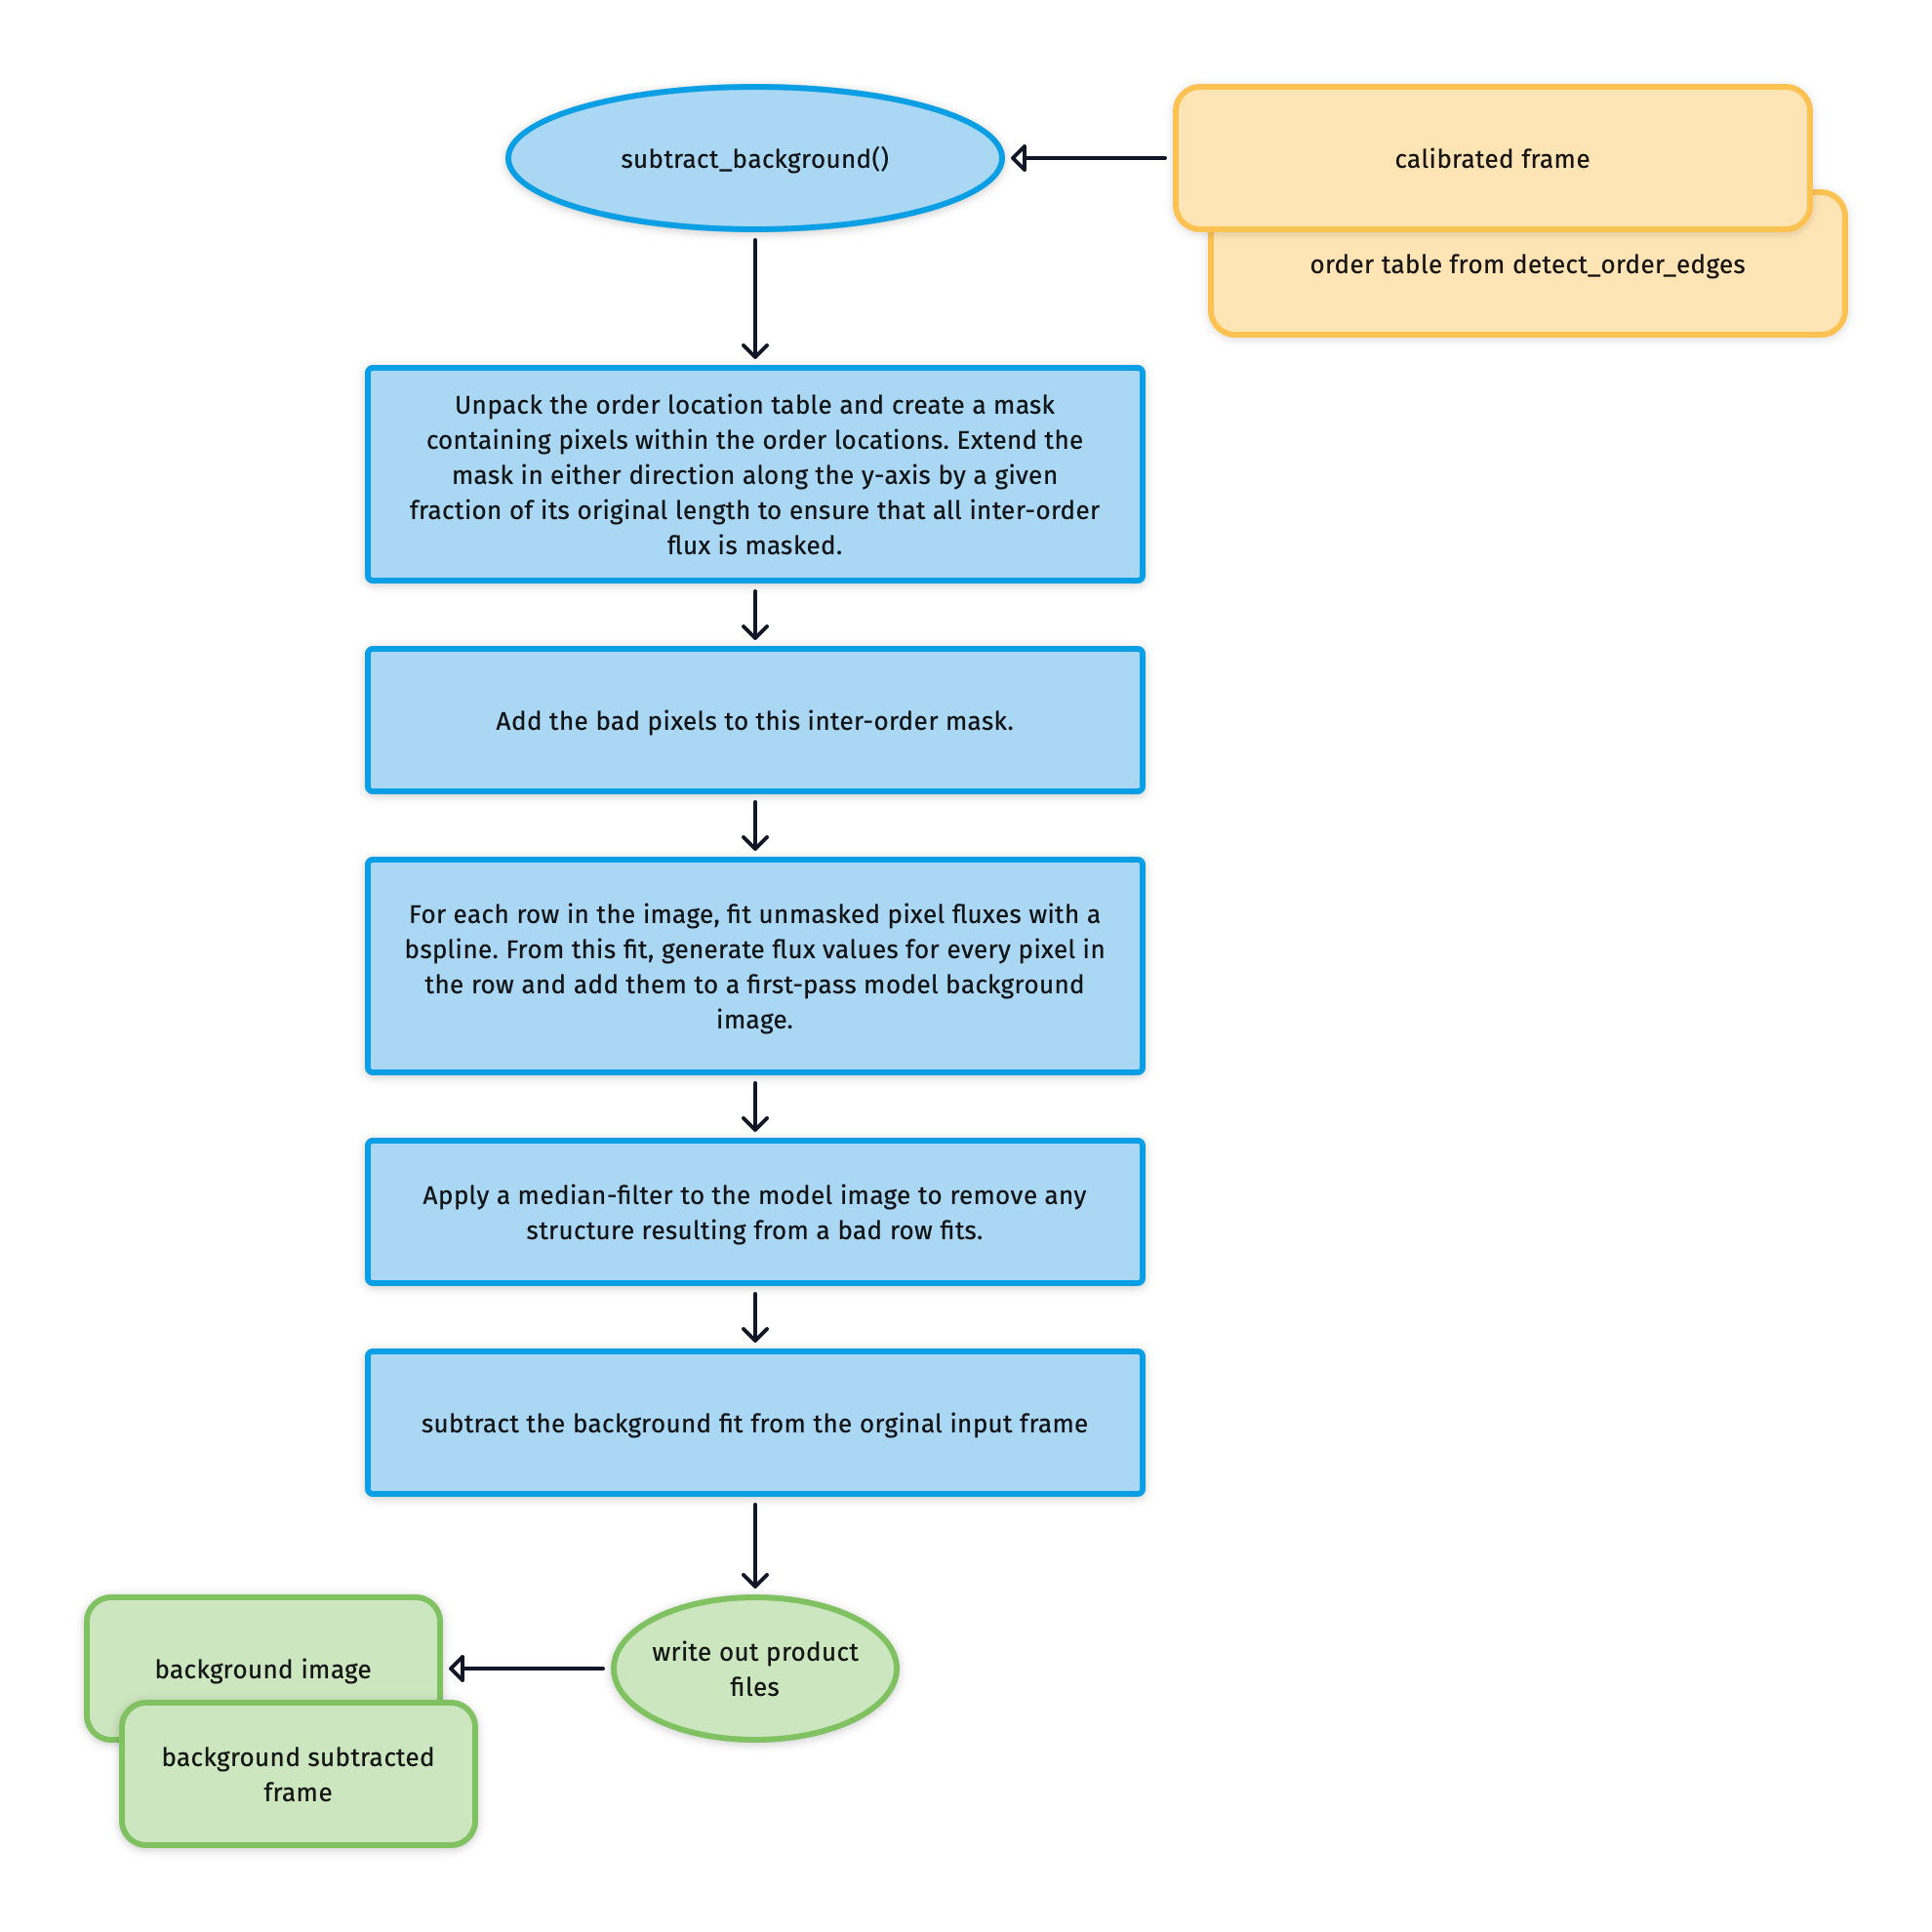 subtract_background()
calibrated frame
order table from detect_order_edges
Unpack the order location table and create a mask
containing pixels within the order locations. Extend the
mask in either direction along the y-axis by a given
fraction of its original length to ensure that all inter-order
flux is masked.
Add the bad pixels to this inter-order mask.
For each row in the image, fit unmasked pixel fluxes with a
bspline. From this fit, generate flux values for every pixel in
the row and add them to a first-pass model background
image.
Apply a median-filter to the model image to remove any
structure resulting from a bad row fits.
subtract the background fit from the orginal input frame
write out product
files
background image
background subtracted
frame